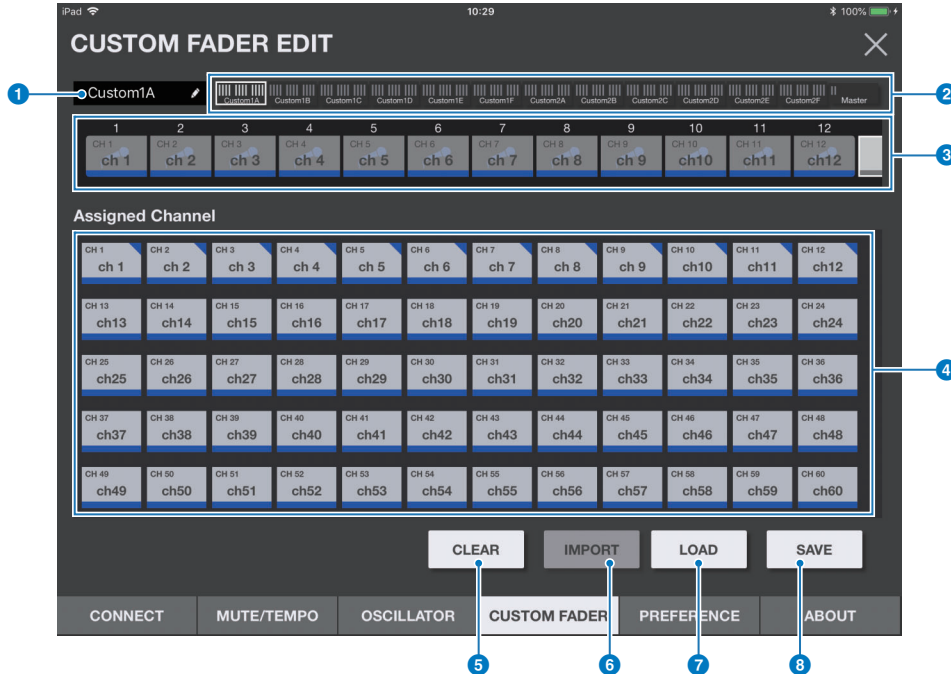 iPad 10:29 100%
CUSTOM FADER EDIT
1 Custom1A Custom1A Custom1B Custom1C Custom1D Custom1E Custom1F Custom2A Custom2B Custom2C Custom2D Custom2E Custom2F Master 2
1 2 3 4 5 6 7 8 9 10 11 12
CH 1 CH 2 CH 3 CH 4 CH 5 CH 6 CH 7 CH 8 CH 9 CH 10 CH 11 CH 12
ch 1 ch 2 ch 3 ch 4 ch 5 ch 6 ch 7 ch 8 ch 9 ch10 ch11 ch12 3
Assigned Channel
CH 1 CH 2 CH 3 CH 4 CH 5 CH 6 CH 7 CH 8 CH 9 CH 10 CH 11 CH 12
ch 1 ch 2 ch 3 ch 4 ch 5 ch 6 ch 7 ch 8 ch 9 ch10 ch11 ch12
CH 13 CH 14 CH 15 CH 16 CH 17 CH 18 CH 19 CH 20 CH 21 CH 22 CH 23 CH 24
ch13 ch14 ch15 ch16 ch17 ch18 ch19 ch20 ch21 ch22 ch23 ch24
CH 25 CH 26 CH 27 CH 28 CH 29 CH 30 CH 31 CH 32 CH 33 CH 34 CH 35 CH 36
ch25 ch26 ch27 ch28 ch29 ch30 ch31 ch32 ch33 ch34 ch35 ch36 4
CH 37 CH 38 CH 39 CH 40 CH 41 CH 42 CH 43 CH 44 CH 45 CH 46 CH 47 CH 48
ch37 ch38 ch39 ch40 ch41 ch42 ch43 ch44 ch45 ch46 ch47 ch48
CH 49 CH 50 CH 51 CH 52 CH 53 CH 54 CH 55 CH 56 CH 57 CH 58 CH 59 CH 60
ch49 ch50 ch51 ch52 ch53 ch54 ch55 ch56 ch57 ch58 ch59 ch60
CLEAR IMPORT LOAD SAVE
CONNECT MUTE/TEMPO OSCILLATOR CUSTOM FADER PREFERENCE ABOUT
5 6 7 8